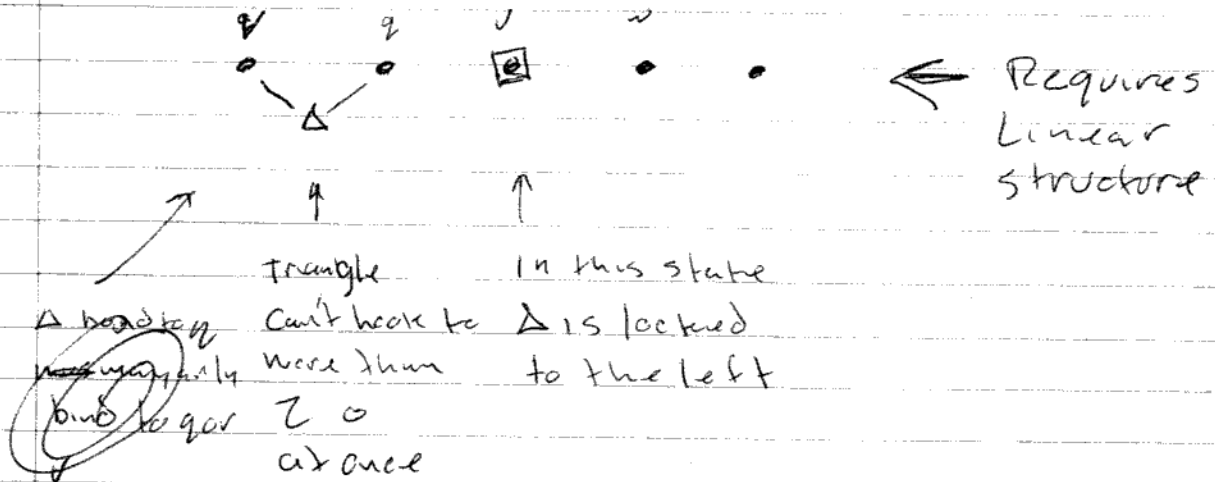 q q
Requires
Linear
structure
triangle
can't hook to
more than
2 o
at once
In this state
Δ is locked
to the left
Δ
bind to q or